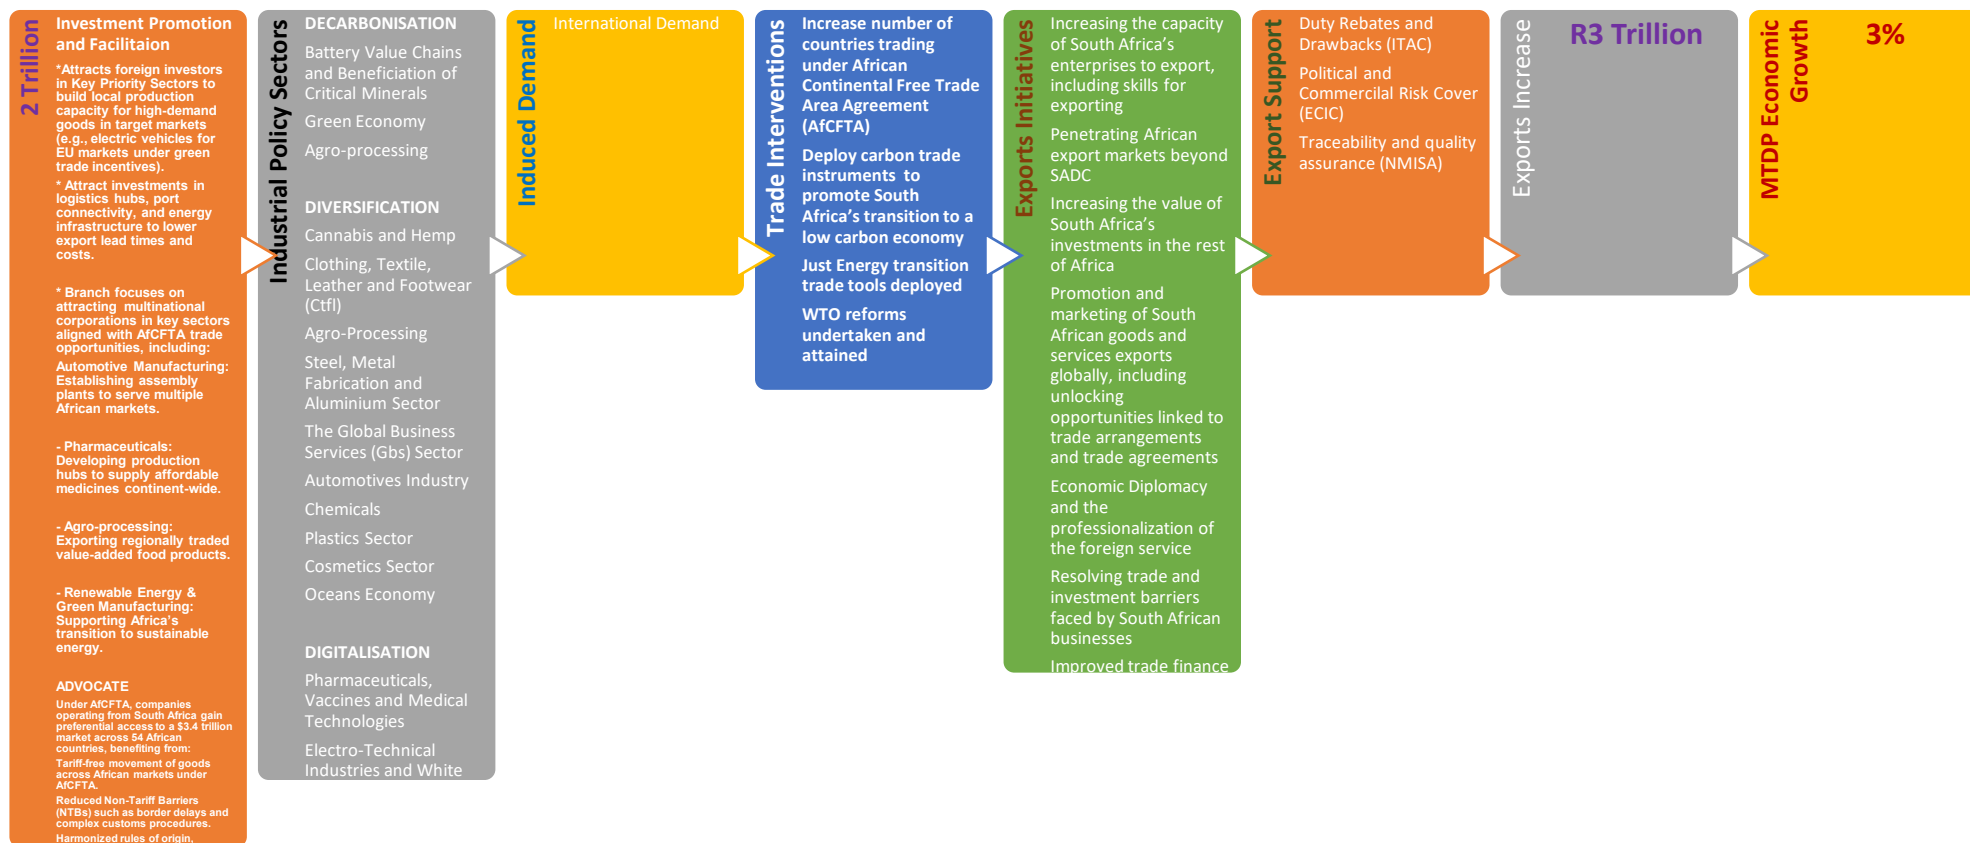 2 Trillion
Investment Promotion
and Facilitaion
*Attracts foreign investors
in Key Priority Sectors to
build local production
capacity for high-demand
goods in target markets
(e.g., electric vehicles for
EU markets under green
trade incentives).
* Attract investments in
logistics hubs, port
connectivity, and energy
infrastructure to lower
export lead times and
costs.
* Branch focuses on
attracting multinational
corporations in key sectors
aligned with AfCFTA trade
opportunities, including:
Automotive Manufacturing:
Establishing assembly
plants to serve multiple
African markets.
- Pharmaceuticals:
Developing production
hubs to supply affordable
medicines continent-wide.
- Agro-processing:
Exporting regionally traded
value-added food products.
- Renewable Energy &
Green Manufacturing:
Supporting Africa's
transition to sustainable
energy.
ADVOCATE
Under AfCFTA, companies
operating from South Africa gain
preferential access to a $3.4 trillion
market across 54 African
countries, benefiting from:
Tariff-free movement of goods
across African markets under
AfCFTA.
Reduced Non-Tariff Barriers
(NTBs) such as border delays and
complex customs procedures.
Harmonized rules of origin,
Industrial Policy Sectors
DECARBONISATION
Battery Value Chains
and Beneficiation of
Critical Minerals
Green Economy
Agro-processing
DIVERSIFICATION
Cannabis and Hemp
Clothing, Textile,
Leather and Footwear
(Ctfl)
Agro-Processing
Steel, Metal
Fabrication and
Aluminium Sector
The Global Business
Services (Gbs) Sector
Automotives Industry
Chemicals
Plastics Sector
Cosmetics Sector
Oceans Economy
DIGITALISATION
Pharmaceuticals,
Vaccines and Medical
Technologies
Electro-Technical
Industries and White
Induced Demand
International Demand
Trade Interventions
Increase number of
countries trading
under African
Continental Free Trade
Area Agreement
(AfCFTA)
Deploy carbon trade
instruments to
promote South
Africa's transition to a
low carbon economy
Just Energy transition
trade tools deployed
WTO reforms
undertaken and
attained
Exports Initiatives
Increasing the capacity
of South Africa's
enterprises to export,
including skills for
exporting
Penetrating African
export markets beyond
SADC
Increasing the value of
South Africa's
investments in the rest
of Africa
Promotion and
marketing of South
African goods and
services exports
globally, including
unlocking
opportunities linked to
trade arrangements
and trade agreements
Economic Diplomacy
and the
professionalization of
the foreign service
Resolving trade and
investment barriers
faced by South African
businesses
Improved trade finance
Export Support
Duty Rebates and
Drawbacks (ITAC)
Political and
Commercilal Risk Cover
(ECIC)
Traceability and quality
assurance (NMISA)
Exports Increase
R3 Trillion
MTDP Economic
Growth
3%